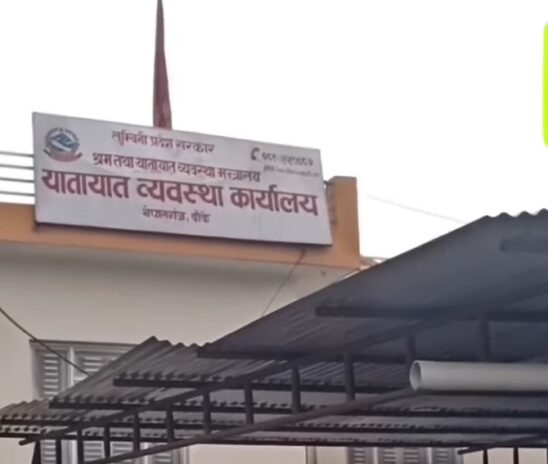 लुम्बिनी प्रदेश सरकार
श्रम तथा यातायात व्यवस्था मन्त्रालय
यातायात व्यवस्था कार्यालय
नेपालगंज, बाँके